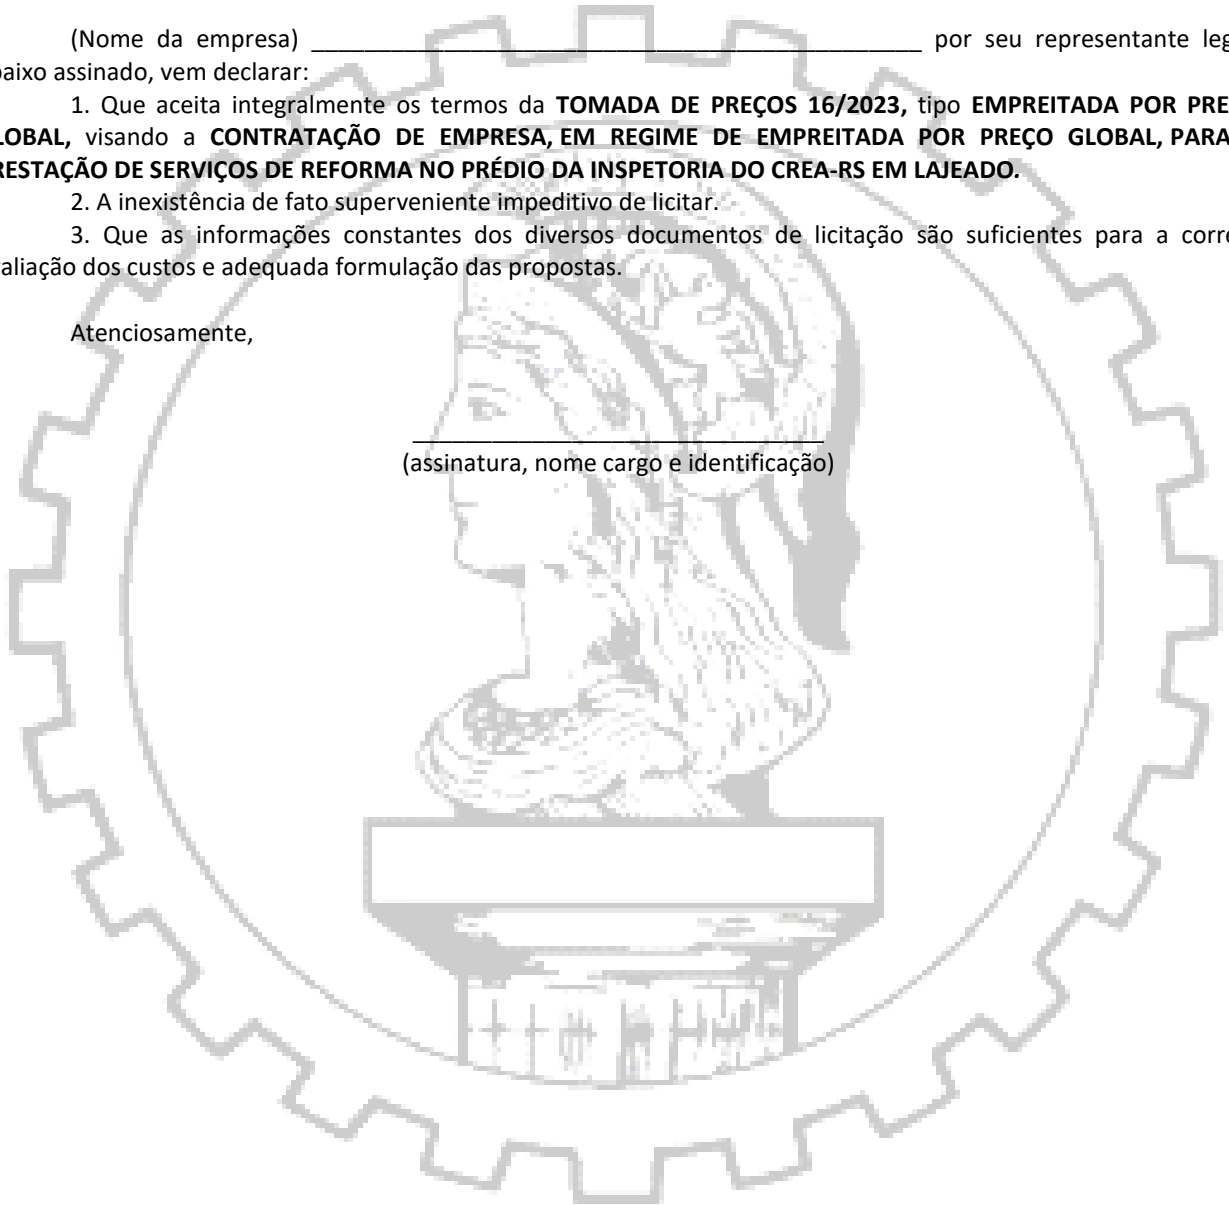 (Nome da empresa) ______________________________________________ por seu representante leg
baixo assinado, vem declarar:
1. Que aceita integralmente os termos da TOMADA DE PREÇOS 16/2023, tipo EMPREITADA POR PRE
LOBAL, visando a CONTRATAÇÃO DE EMPRESA, EM REGIME DE EMPREITADA POR PREÇO GLOBAL, PARA
RESTAÇÃO DE SERVIÇOS DE REFORMA NO PRÉDIO DA INSPETORIA DO CREA-RS EM LAJEADO.
2. A inexistência de fato superveniente impeditivo de licitar.
3. Que as informações constantes dos diversos documentos de licitação são suficientes para a corre
aliação dos custos e adequada formulação das propostas.
Atenciosamente,
_______________________________
(assinatura, nome cargo e identificação)